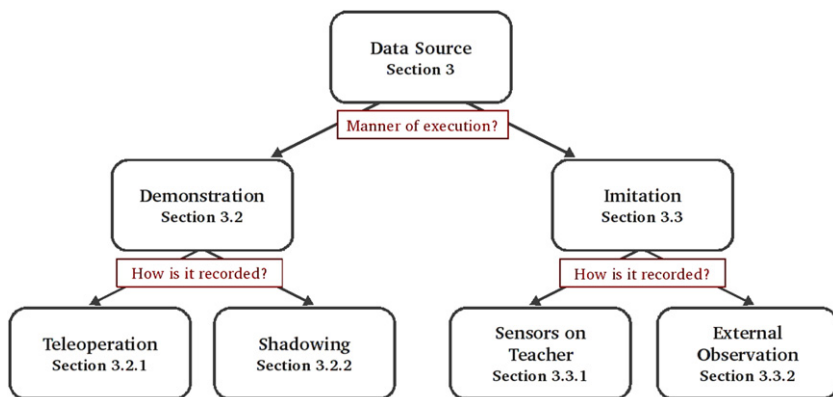 Data Source
Section 3
Manner of execution?
Demonstration
Section 3.2
Imitation
Section 3.3
How is it recorded?
How is it recorded?
Teleoperation
Section 3.2.1
Shadowing
Section 3.2.2
Sensors on
Teacher
Section 3.3.1
External
Observation
Section 3.3.2